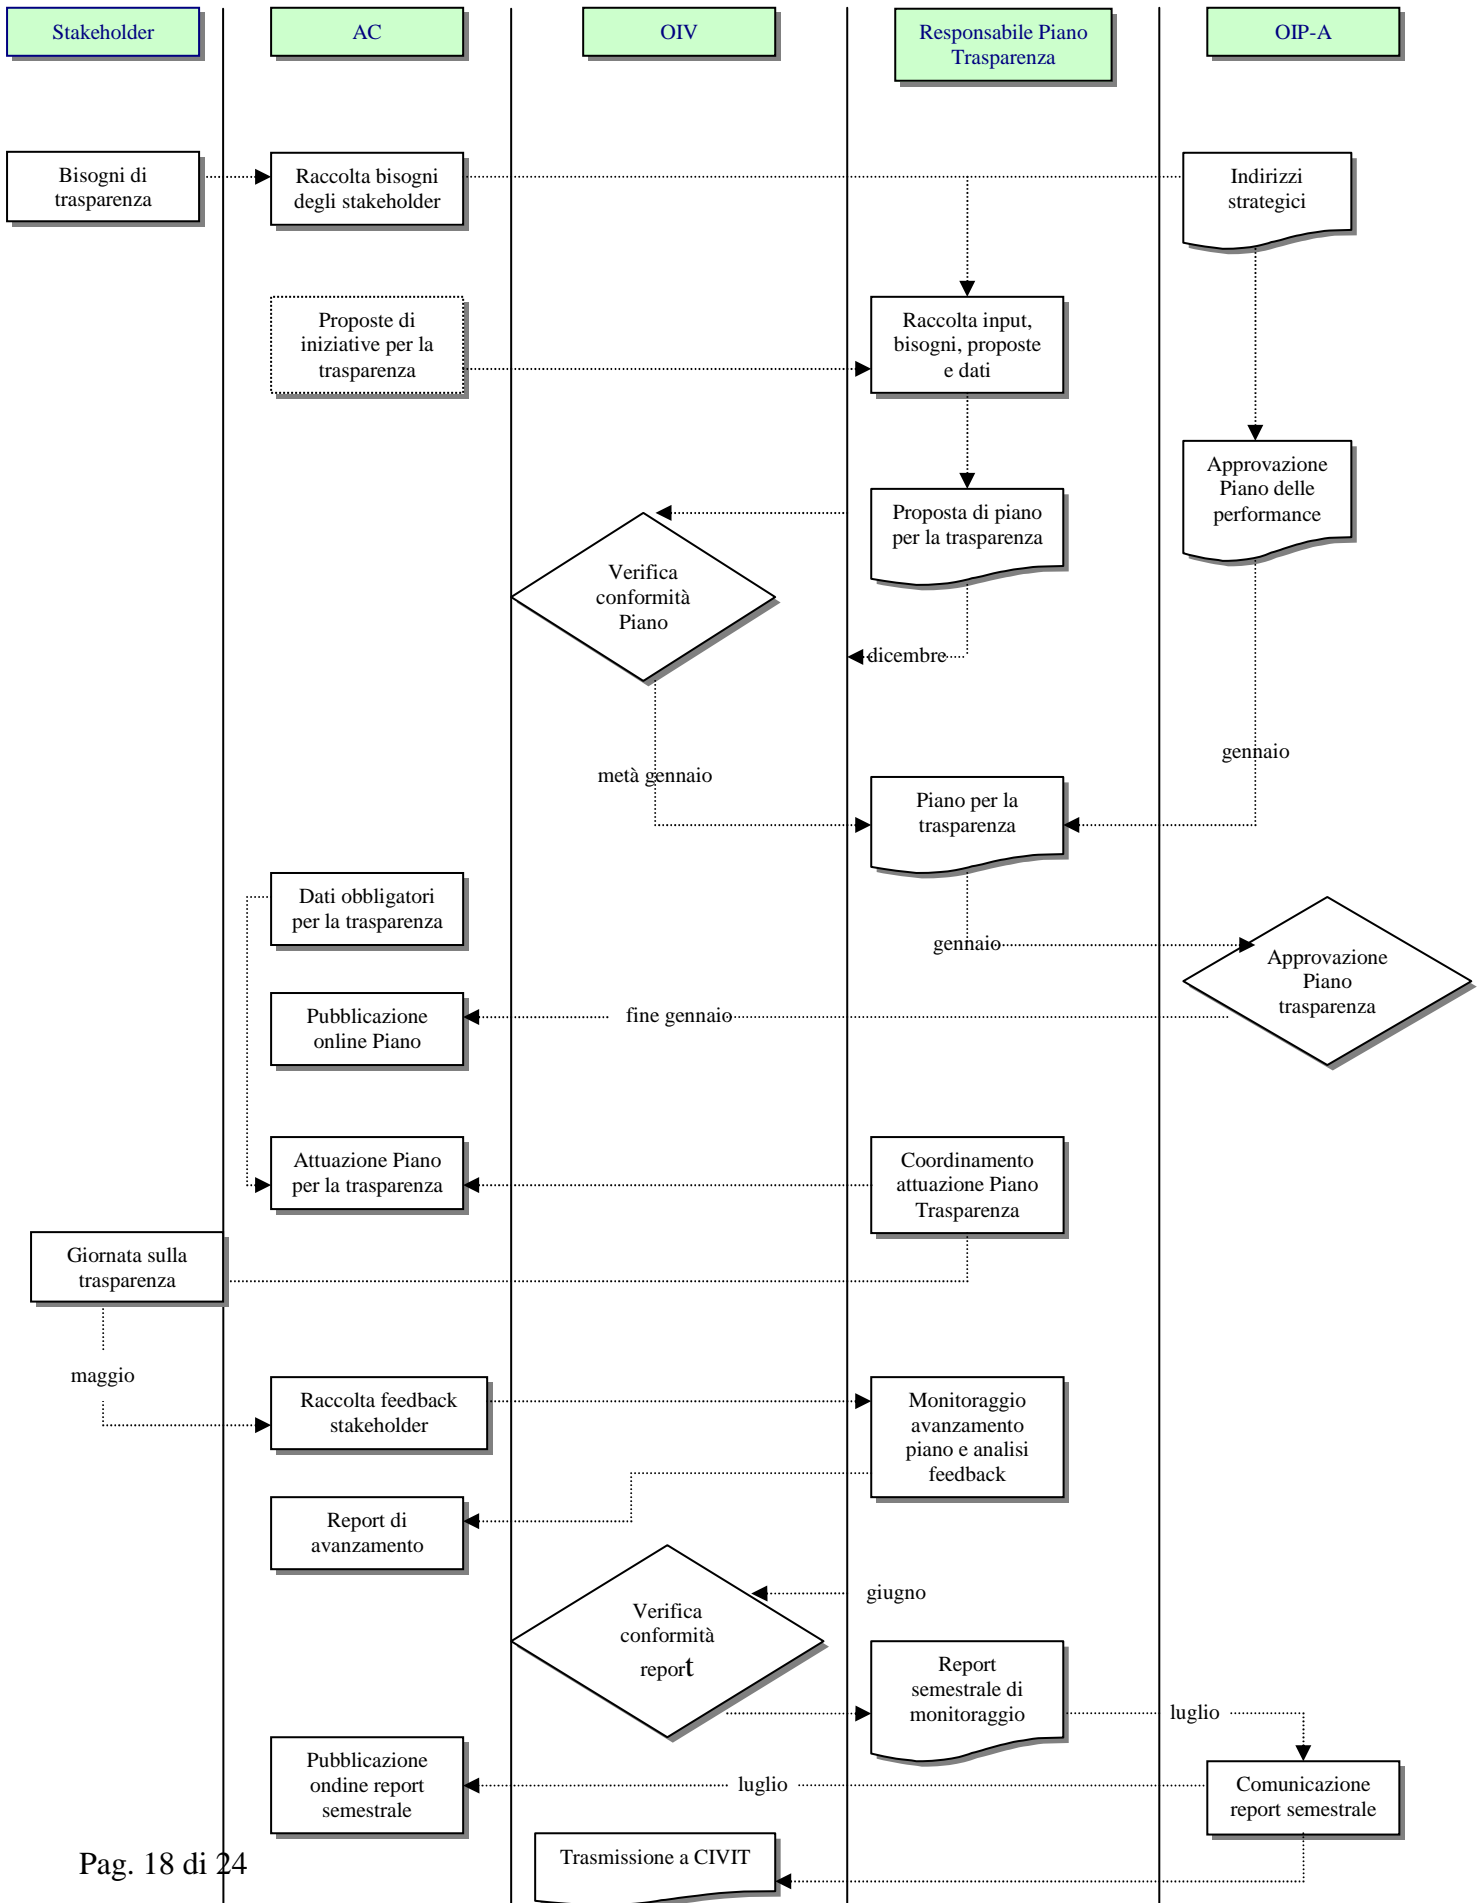 Stakeholder
AC
OIV
Responsabile Piano
Trasparenza
OIP-A
Bisogni di
trasparenza
Raccolta bisogni
degli stakeholder
Indirizzi
strategici
Proposte di
iniziative per la
trasparenza
Raccolta input,
bisogni, proposte
e dati
Approvazione
Piano delle
performance
Proposta di piano
per la trasparenza
Verifica
conformità
Piano
dicembre
gennaio
metà gennaio
Piano per la
trasparenza
Dati obbligatori
per la trasparenza
gennaio
Approvazione
Piano
trasparenza
Pubblicazione
online Piano
fine gennaio
Attuazione Piano
per la trasparenza
Coordinamento
attuazione Piano
Trasparenza
Giornata sulla
trasparenza
maggio
Raccolta feedback
stakeholder
Monitoraggio
avanzamento
piano e analisi
feedback
Report di
avanzamento
giugno
Verifica
conformità
report
Report
semestrale di
monitoraggio
luglio
Pubblicazione
ondine report
semestrale
luglio
Comunicazione
report semestrale
Trasmissione a CIVIT
Pag. 18 di 24